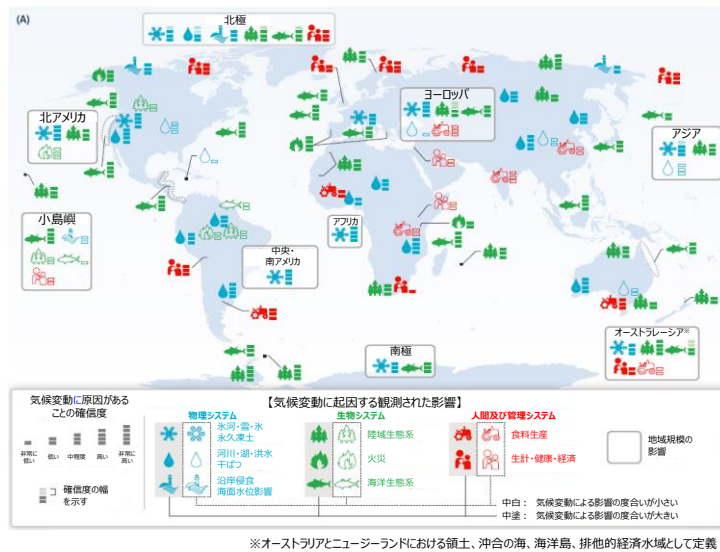 (A)
北極
北アメリカ
ヨーロッパ
アジア
小島嶼
アフリカ
中央・
南アメリカ
南極
オーストラレーシア※
気候変動に原因がある
ことの確信度
非常に
低い
低い
中程度
高い
非常に
高い
確信度の幅
を示す
【気候変動に起因する観測された影響】
物理システム
氷河・雪・氷
永久凍土
河川・湖・洪水
干ばつ
沿岸侵食
海面水位影響
生物システム
陸域生態系
火災
海洋生態系
人間及び管理システム
食料生産
生計・健康・経済
地域規模の
影響
中白： 気候変動による影響の度合いが小さい
中塗： 気候変動による影響の度合いが大きい
※オーストラリアとニュージーランドにおける領土、沖合の海、海洋島、排他的経済水域として定義